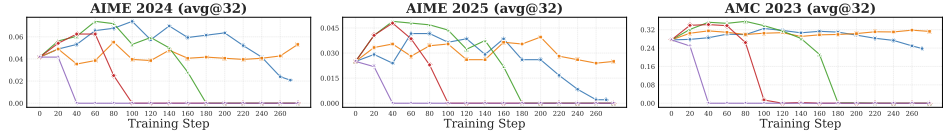 AIME 2024 (avg@32)
0.06
0.04
0.02
0.00
0 20 40 60 80 100 120 140 160 180 200 220 240 260
Training Step
AIME 2025 (avg@32)
0.045
0.030
0.015
0.000
0 20 40 60 80 100 120 140 160 180 200 220 240 260
Training Step
AMC 2023 (avg@32)
0.32
0.24
0.16
0.08
0.00
0 20 40 60 80 100 120 140 160 180 200 220 240 260
Training Step